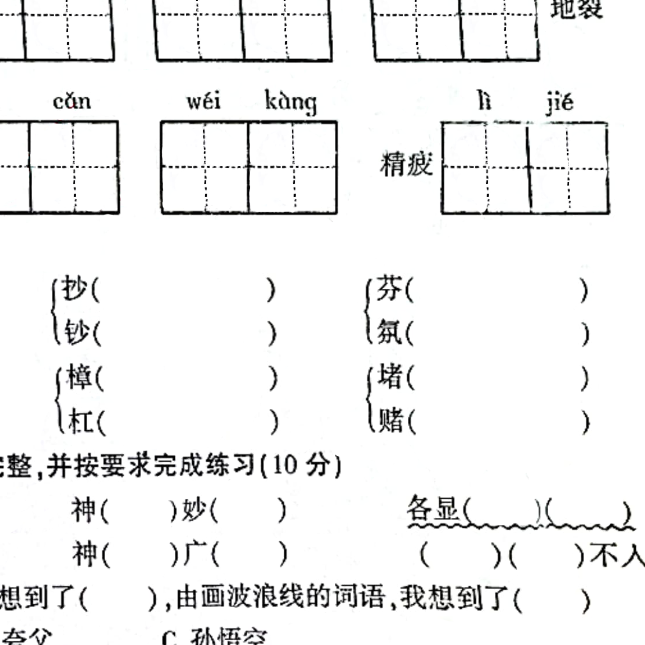 地裂
cǎn wéi kàng lì jié
精疲
抄( ) 芬( )
钞( ) 氛( )
樟( ) 堵( )
杠( ) 赌( )
整,并按要求完成练习(10分)
神( )妙( ) 各显( )( )
神( )广( ) ( )( )不入
想到了( ),由画波浪线的词语,我想到了( )
夸父 C.孙悟空